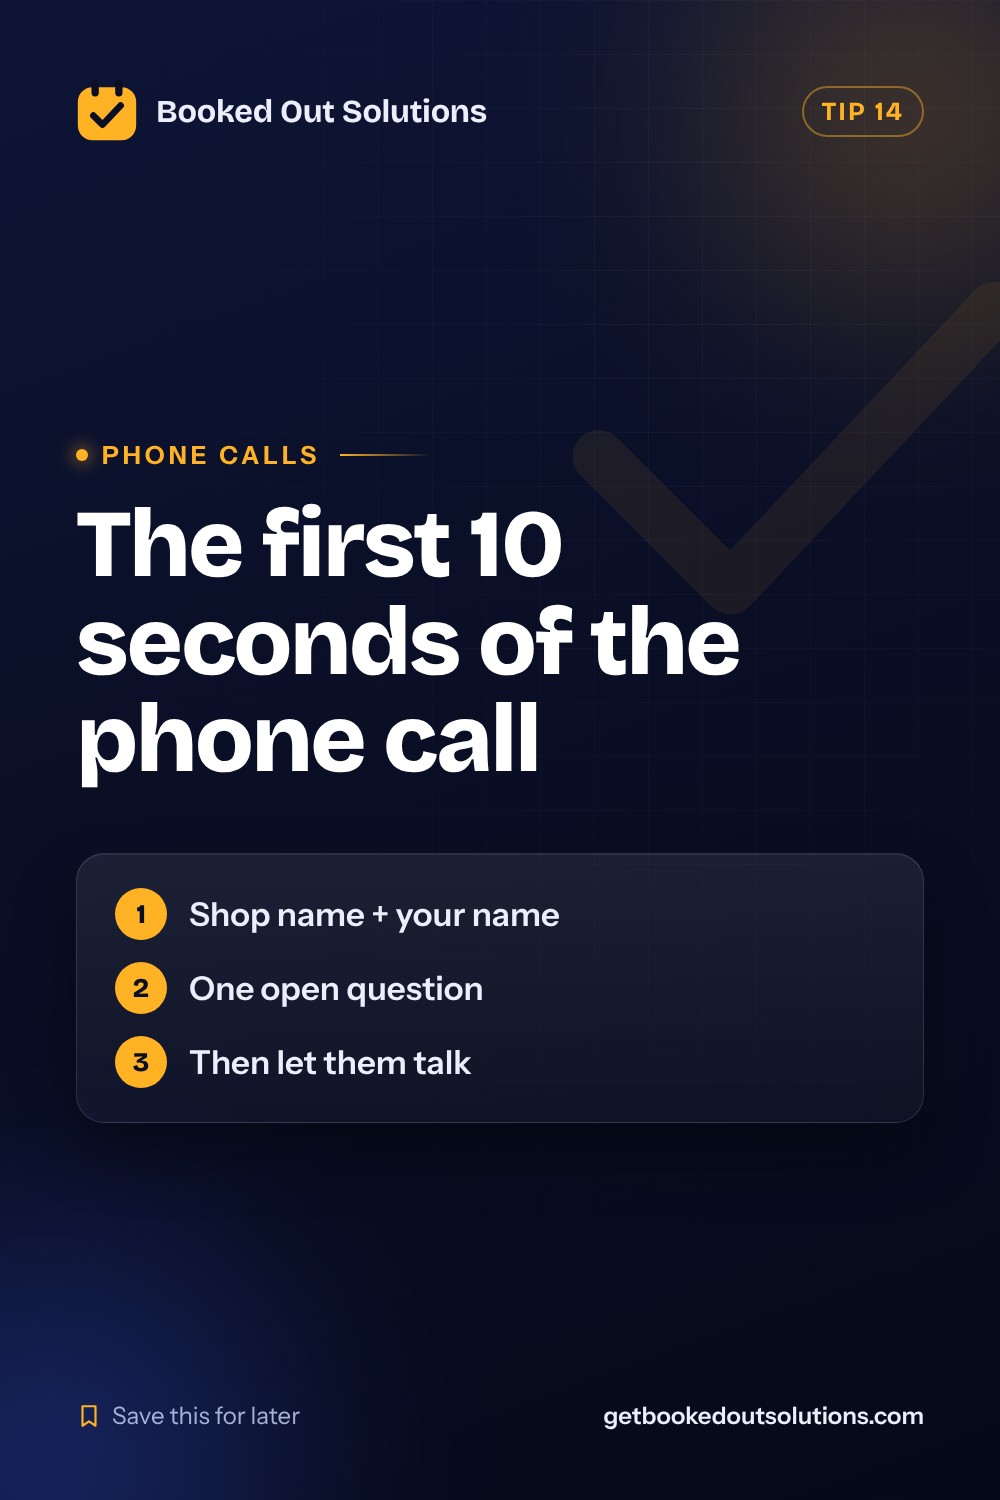 Booked Out Solutions
TIP 14
PHONE CALLS
The first 10
seconds of the
phone call
1 Shop name + your name
2 One open question
3 Then let them talk
Save this for later
getbookedoutsolutions.com